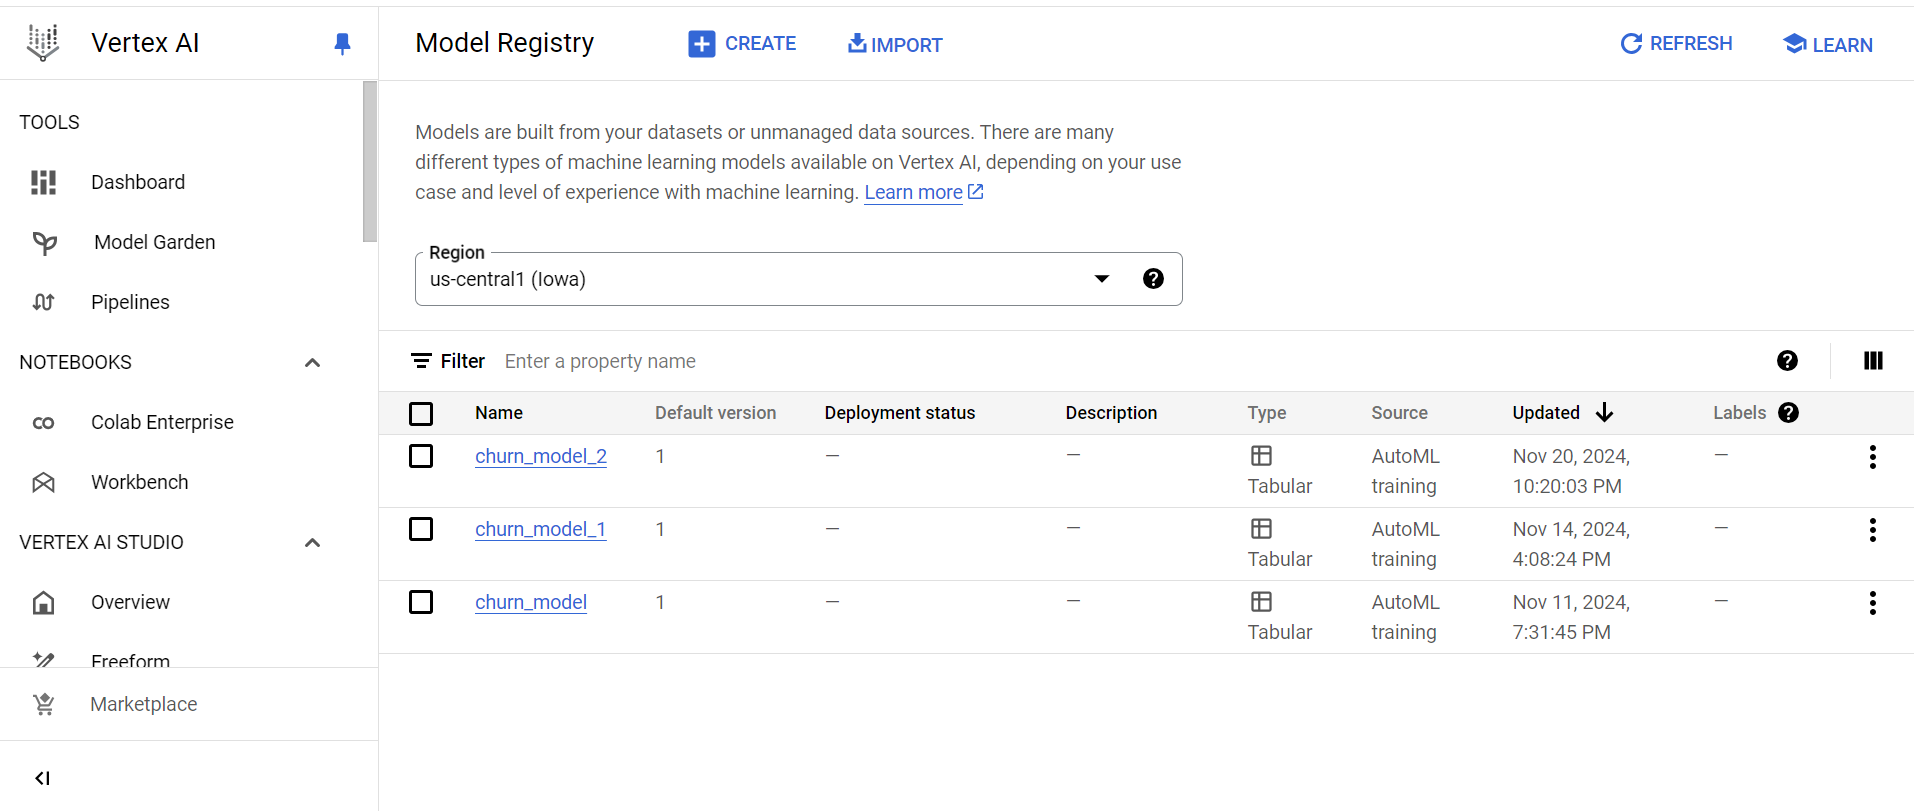 Vertex AI
Model Registry
CREATE
IMPORT
REFRESH
LEARN
TOOLS
Dashboard
Model Garden
Pipelines
NOTEBOOKS
Colab Enterprise
Workbench
VERTEX AI STUDIO
Overview
Freeform
Marketplace
Models are built from your datasets or unmanaged data sources. There are many
different types of machine learning models available on Vertex AI, depending on your use
case and level of experience with machine learning. Learn more
Region
us-central1 (Iowa)
Filter Enter a property name
Name Default version Deployment status Description Type Source Updated Labels
churn_model_2 1 — — Tabular AutoML training Nov 20, 2024, 10:20:03 PM —
churn_model_1 1 — — Tabular AutoML training Nov 14, 2024, 4:08:24 PM —
churn_model 1 — — Tabular AutoML training Nov 11, 2024, 7:31:45 PM —